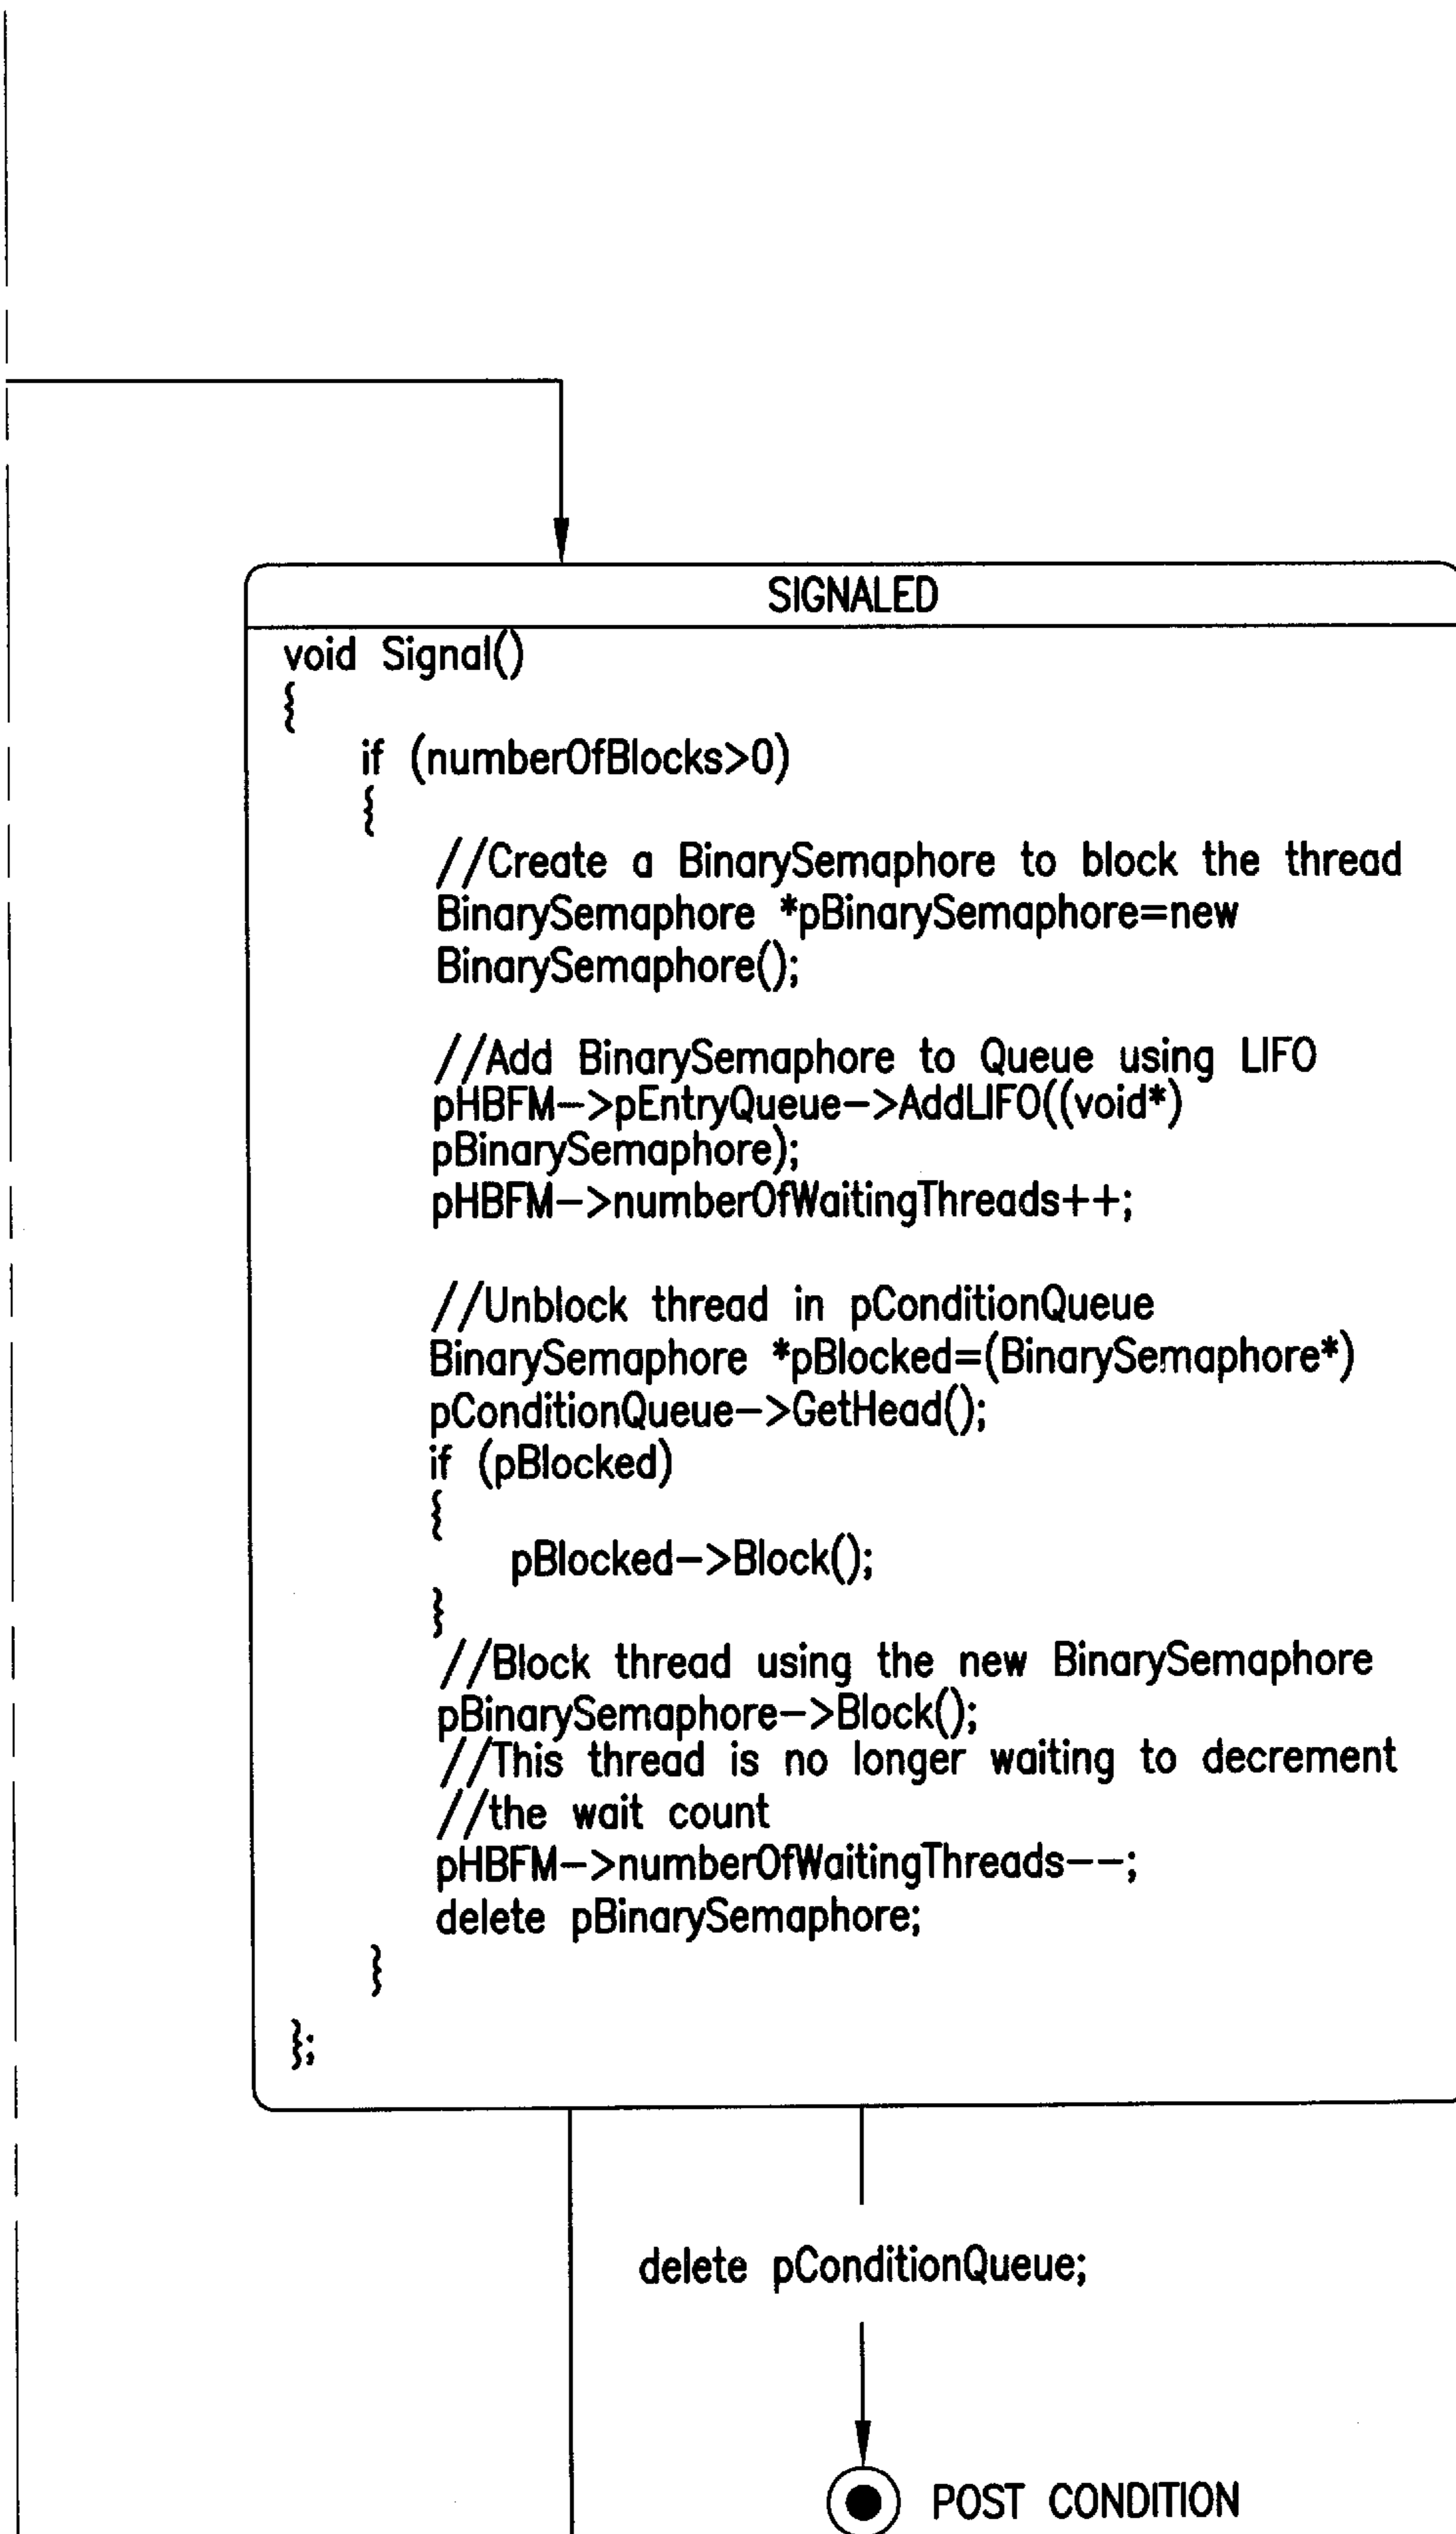 SIGNALED
void Signal()
{
if (numberOfBlocks>0)
{
//Create a BinarySemaphore to block the thread
BinarySemaphore *pBinarySemaphore=new
BinarySemaphore();
//Add BinarySemaphore to Queue using LIFO
pHBFM->pEntryQueue->AddLIFO((void*)
pBinarySemaphore);
pHBFM->numberOfWaitingThreads++;
//Unblock thread in pConditionQueue
BinarySemaphore *pBlocked=(BinarySemaphore*)
pConditionQueue->GetHead();
if (pBlocked)
{
pBlocked->Block();
}
//Block thread using the new BinarySemaphore
pBinarySemaphore->Block();
//This thread is no longer waiting to decrement
//the wait count
pHBFM->numberOfWaitingThreads--;
delete pBinarySemaphore;
}
};
delete pConditionQueue;
POST CONDITION